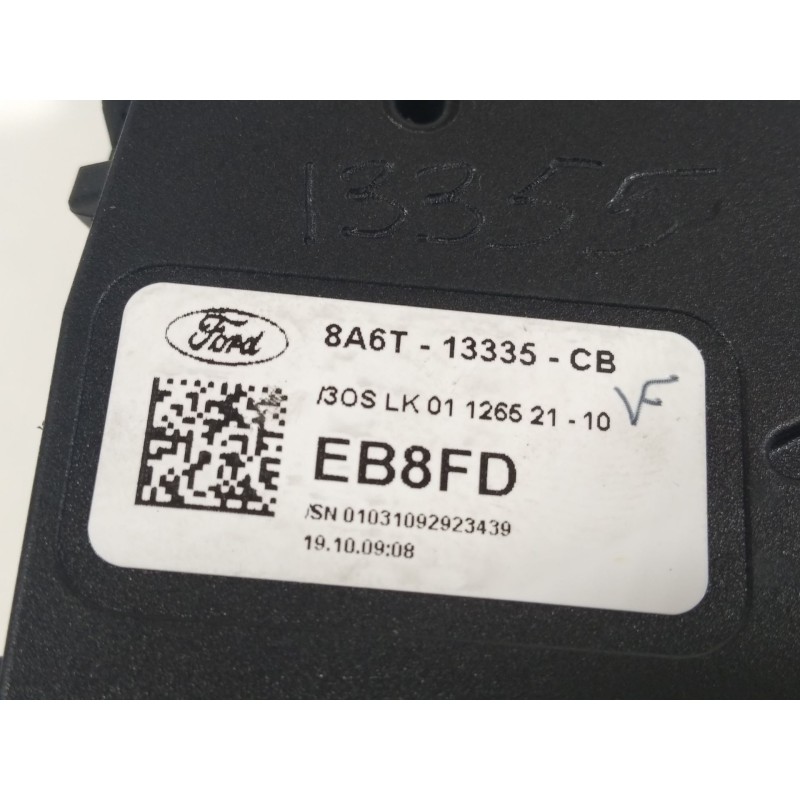 13355
Ford
8A6T - 13335 - CB
/3OS LK 01 1265 21 - 10
VF
EB8FD
/SN 01031092923439
19.10.09:08